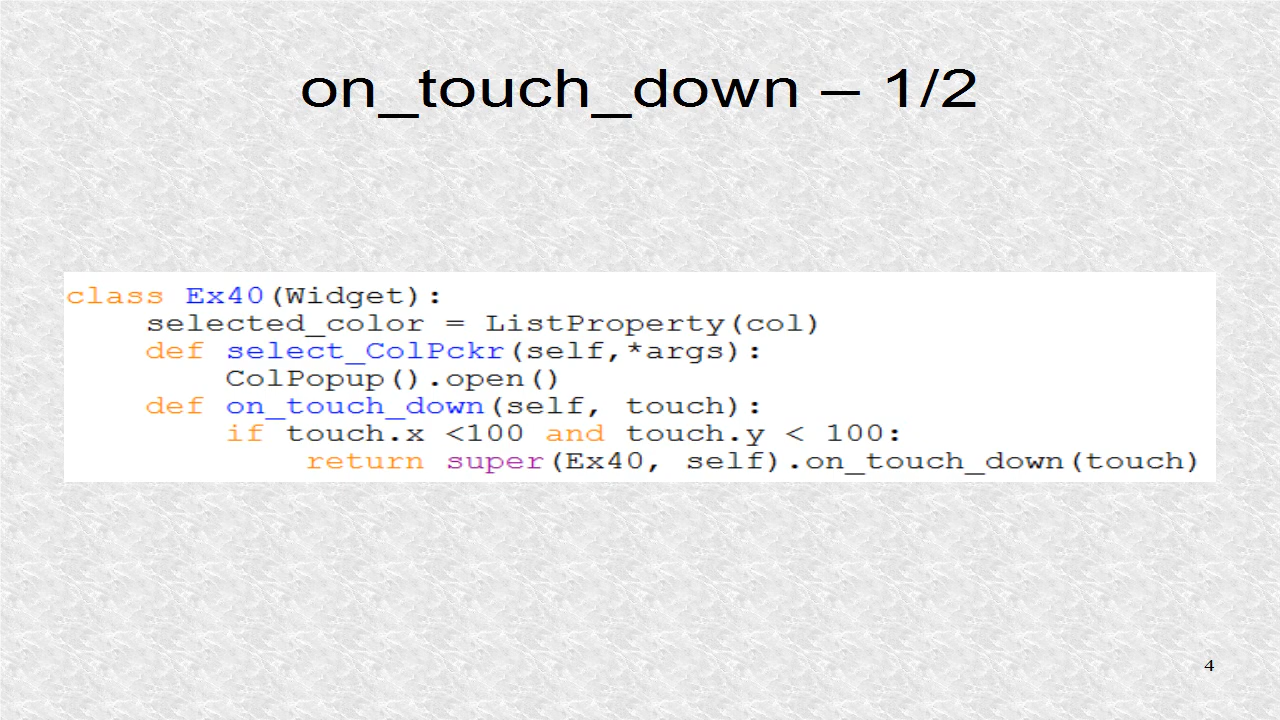 on_touch_down – 1/2
class Ex40(Widget):
    selected_color = ListProperty(col)
    def select_ColPckr(self,*args):
        ColPopup().open()
    def on_touch_down(self, touch):
        if touch.x <100 and touch.y < 100:
            return super(Ex40, self).on_touch_down(touch)
4